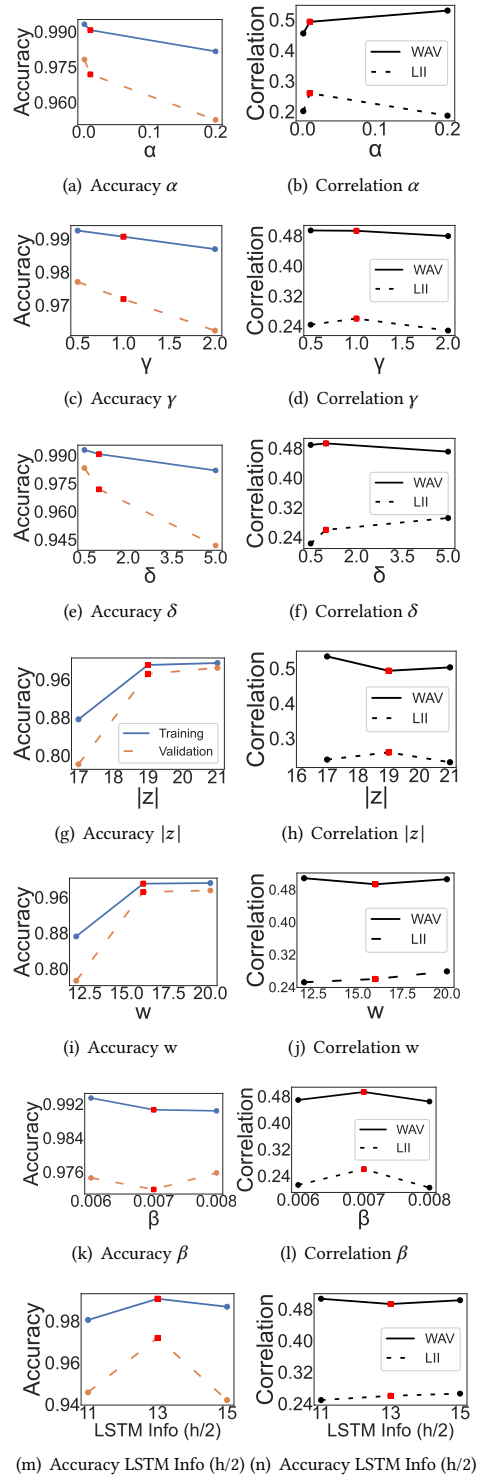 Accuracy
0.990
0.975
0.960
0.0 0.1 0.2
α
(a) Accuracy α
Correlation
0.5
0.4
0.3
0.2
0.0 0.1 0.2
α
WAV
LII
(b) Correlation α
Accuracy
0.99
0.98
0.97
0.5 1.0 1.5 2.0
γ
(c) Accuracy γ
Correlation
0.48
0.40
0.32
0.24
0.5 1.0 1.5 2.0
γ
WAV
LII
(d) Correlation γ
Accuracy
0.990
0.975
0.960
0.945
0.5 2.0 3.5 5.0
δ
(e) Accuracy δ
Correlation
0.48
0.40
0.32
0.24
0.5 2.0 3.5 5.0
δ
WAV
LII
(f) Correlation δ
Accuracy
0.96
0.88
0.80
17 18 19 20 21
|z|
Training
Validation
(g) Accuracy |z|
Correlation
0.5
0.4
0.3
16 17 18 19 20 21
|z|
WAV
LII
(h) Correlation |z|
Accuracy
0.96
0.88
0.80
12.5 15.0 17.5 20.0
w
(i) Accuracy w
Correlation
0.48
0.40
0.32
0.24
12.5 15.0 17.5 20.0
w
WAV
LII
(j) Correlation w
Accuracy
0.992
0.984
0.976
0.006 0.007 0.008
β
(k) Accuracy β
Correlation
0.48
0.40
0.32
0.24
0.006 0.007 0.008
β
WAV
LII
(l) Correlation β
Accuracy
0.98
0.96
0.94
11 13 15
LSTM Info (h/2)
(m) Accuracy LSTM Info (h/2)
Correlation
0.48
0.40
0.32
0.24
11 13 15
LSTM Info (h/2)
WAV
LII
(n) Accuracy LSTM Info (h/2)